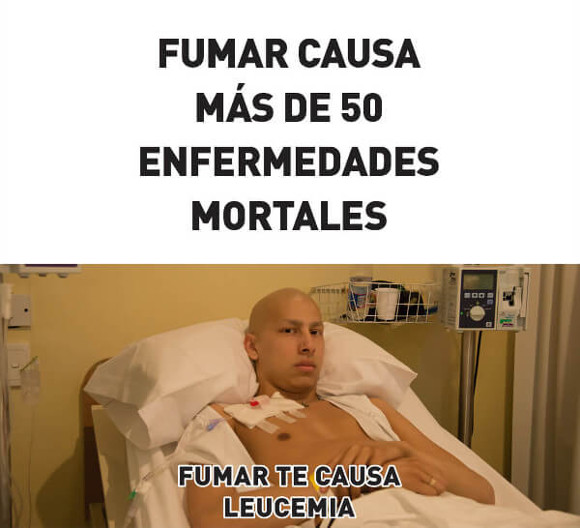 FUMAR CAUSA
MÁS DE 50
ENFERMEDADES
MORTALES
FUMAR TE CAUSA
LEUCEMIA